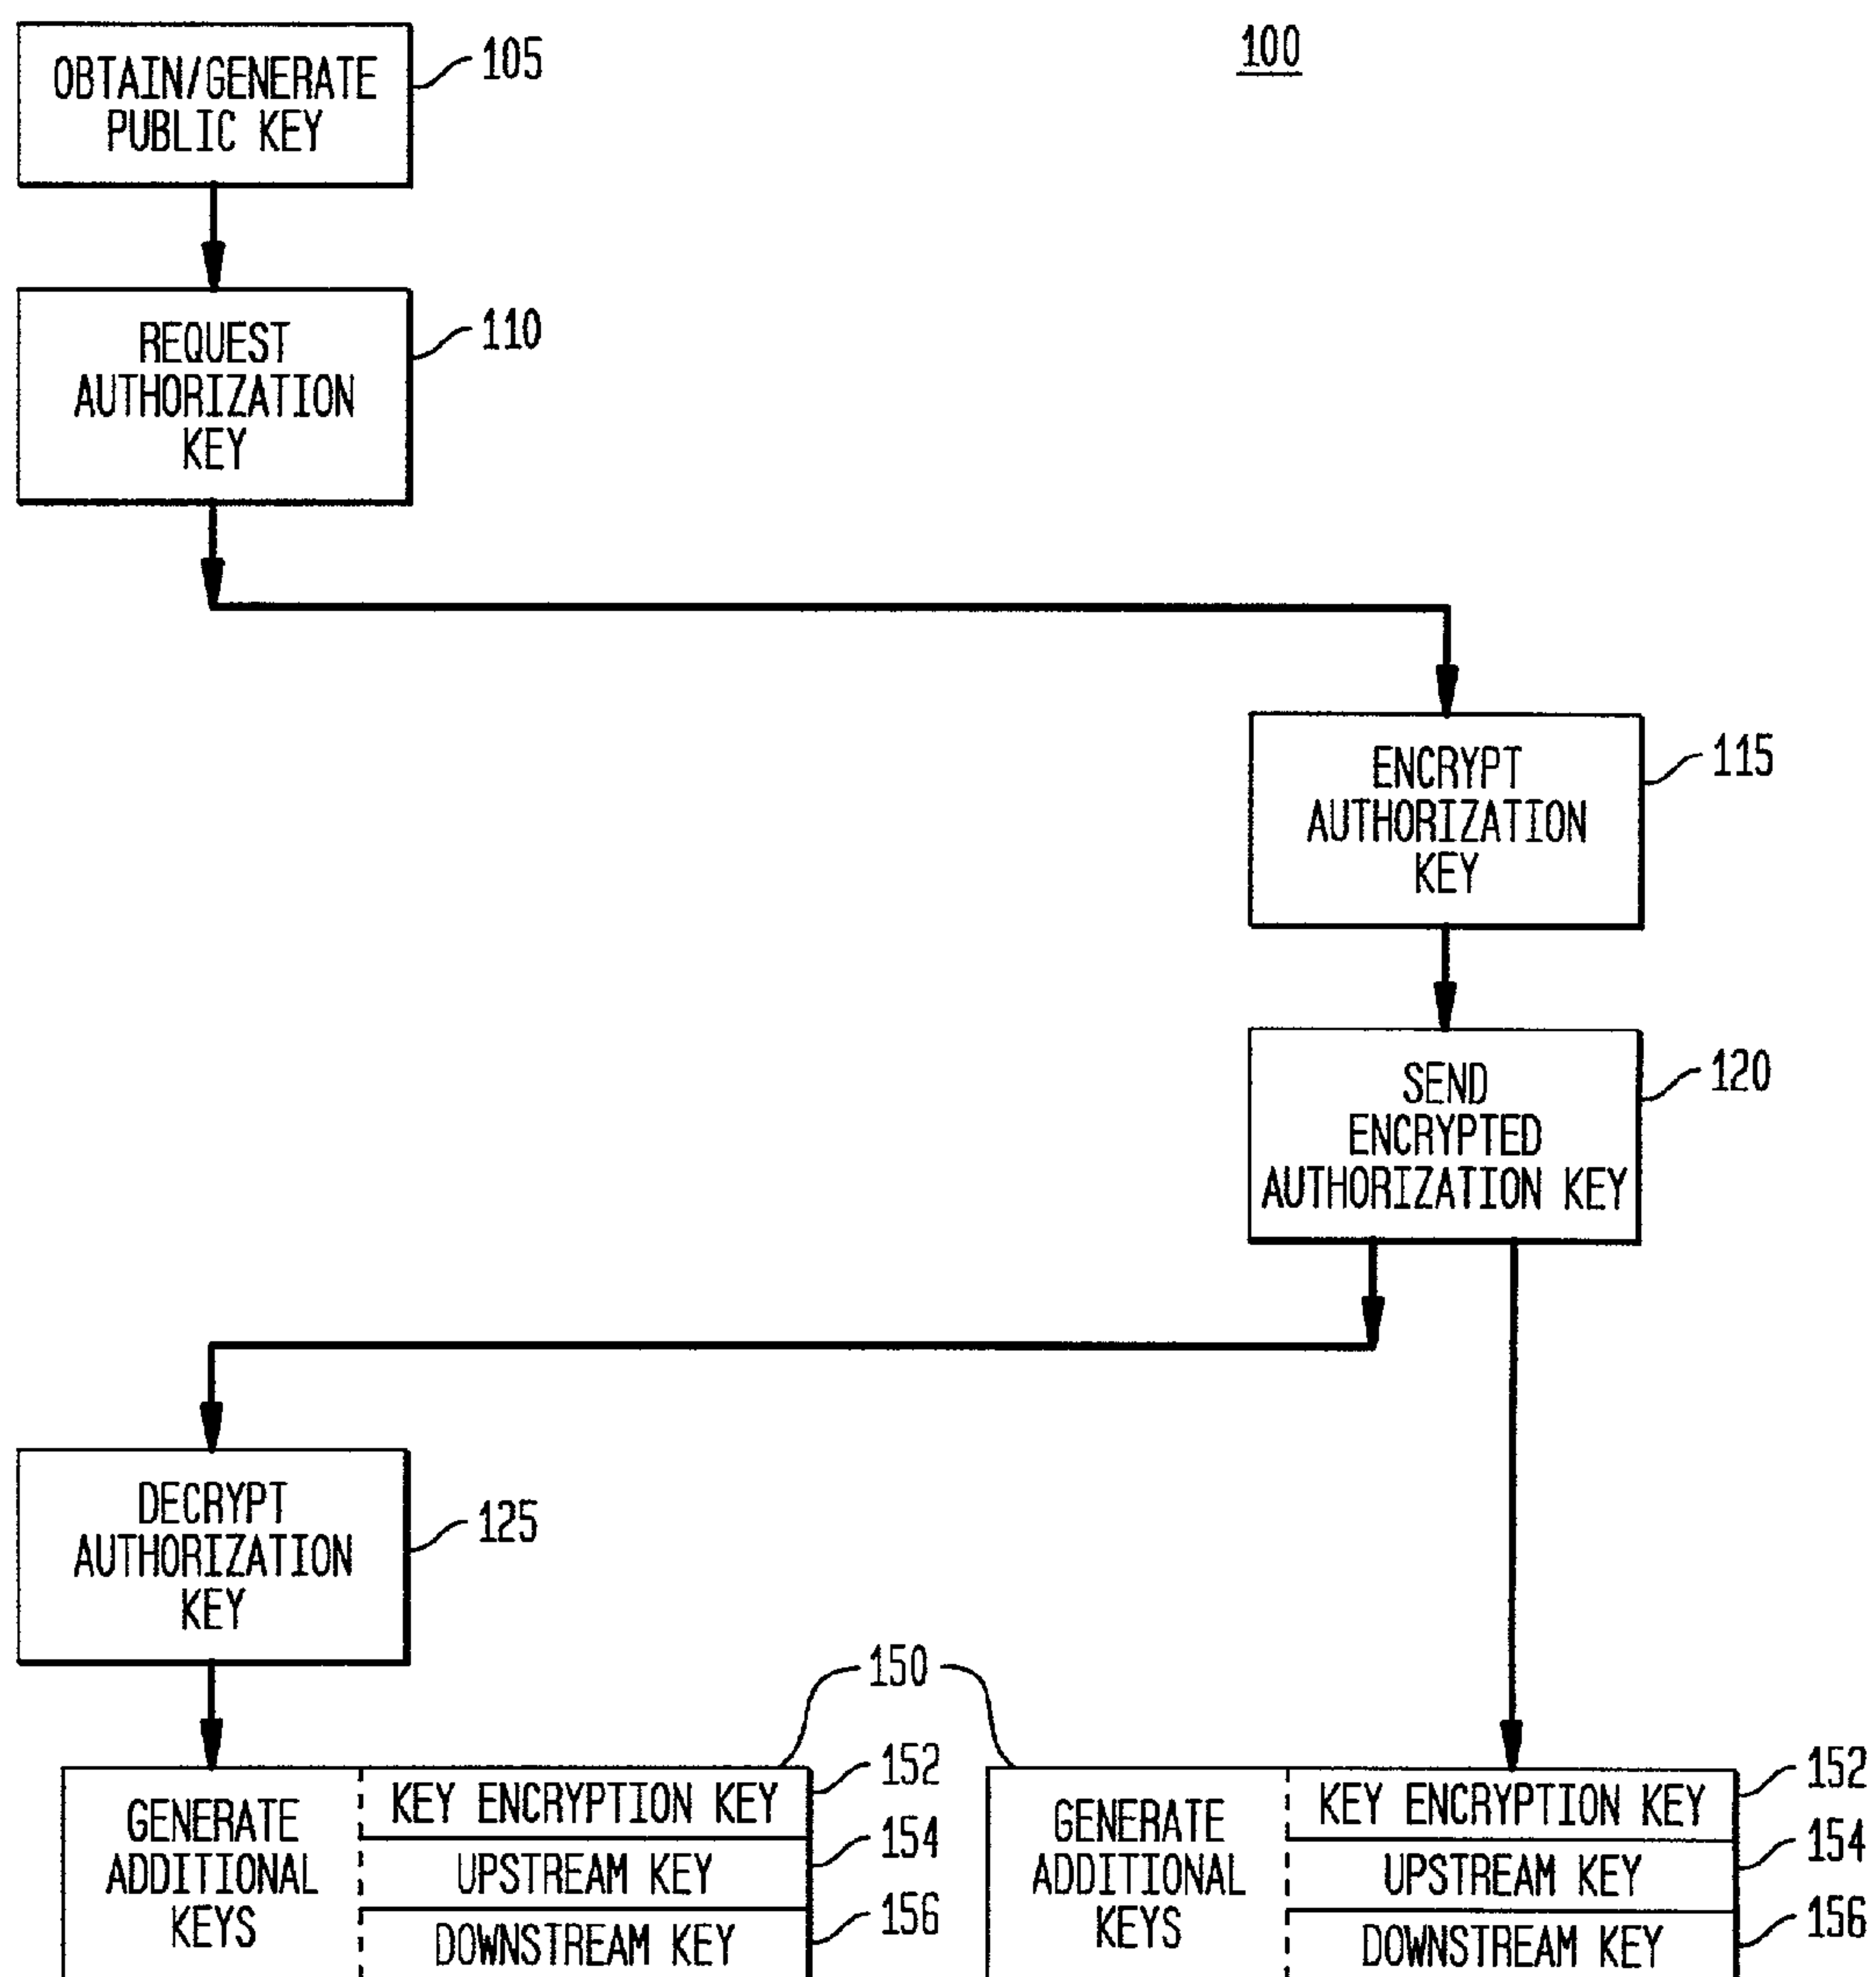 100
OBTAIN/GENERATE
PUBLIC KEY
105
REQUEST
AUTHORIZATION
KEY
110
ENCRYPT
AUTHORIZATION
KEY
115
SEND
ENCRYPTED
AUTHORIZATION KEY
120
DECRYPT
AUTHORIZATION
KEY
125
150
GENERATE
ADDITIONAL
KEYS
KEY ENCRYPTION KEY
152
UPSTREAM KEY
154
DOWNSTREAM KEY
156
GENERATE
ADDITIONAL
KEYS
KEY ENCRYPTION KEY
152
UPSTREAM KEY
154
DOWNSTREAM KEY
156